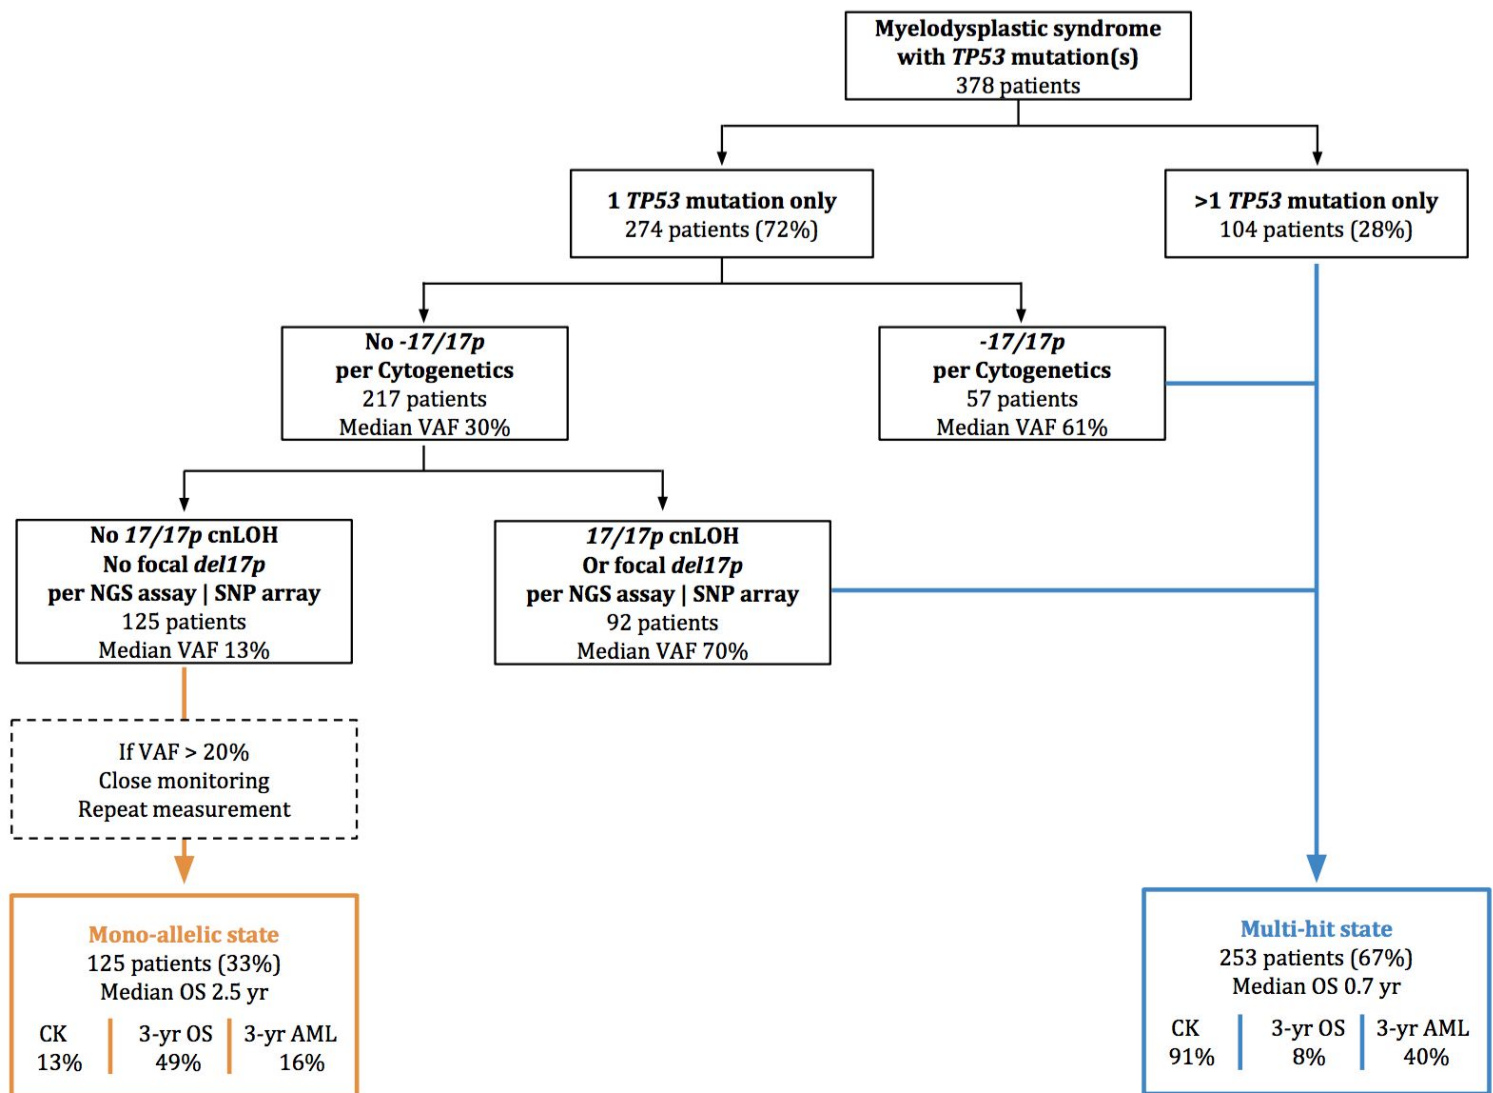 Myelodysplastic syndrome
with TP53 mutation(s)
378 patients
1 TP53 mutation only
274 patients (72%)
>1 TP53 mutation only
104 patients (28%)
No -17/17p
per Cytogenetics
217 patients
Median VAF 30%
-17/17p
per Cytogenetics
57 patients
Median VAF 61%
No 17/17p cnLOH
No focal del17p
per NGS assay | SNP array
125 patients
Median VAF 13%
17/17p cnLOH
Or focal del17p
per NGS assay | SNP array
92 patients
Median VAF 70%
If VAF > 20%
Close monitoring
Repeat measurement
Mono-allelic state
125 patients (33%)
Median OS 2.5 yr
CK 3-yr OS 3-yr AML
13% 49% 16%
Multi-hit state
253 patients (67%)
Median OS 0.7 yr
CK 3-yr OS 3-yr AML
91% 8% 40%